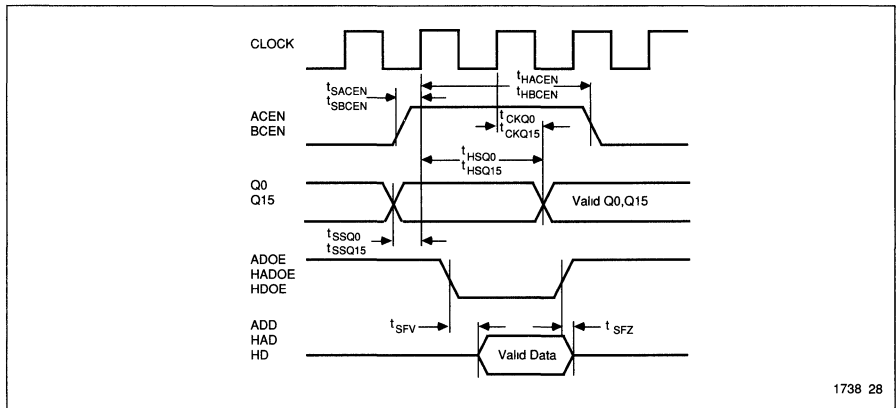 CLOCK
tSACEN
tSBCEN
tHACEN
tHBCEN
ACEN
BCEN
tCKQ0
tCKQ15
tHSQ0
tHSQ15
Q0
Q15
Valid Q0,Q15
tSSQ0
tSSQ15
ADOE
HADOE
HDOE
ADD
HAD
HD
tSFV
tSFZ
Valid Data
1738 28